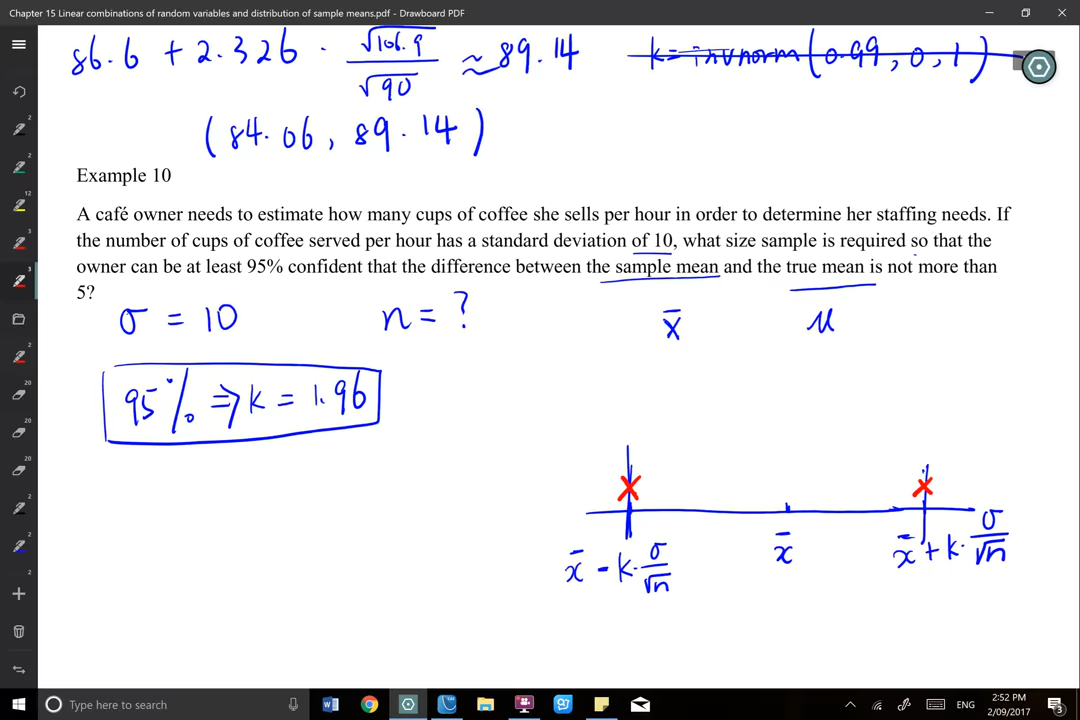 Chapter 15 Linear combinations of random variables and distribution of sample means.pdf - Drawboard PDF
86.6 + 2.326 · √106.9 / √90 ≈ 89.14
k = invnorm(0.99, 0, 1)
(84.06, 89.14)
Example 10
A café owner needs to estimate how many cups of coffee she sells per hour in order to determine her staffing needs. If
the number of cups of coffee served per hour has a standard deviation of 10, what size sample is required so that the
owner can be at least 95% confident that the difference between the sample mean and the true mean is not more than
5?
σ = 10 n = ? x̄ μ
95% ⇒ k = 1.96
x̄ - k · σ/√n x̄ x̄ + k · σ/√n
Type here to search
ENG
2:52 PM
2/09/2017